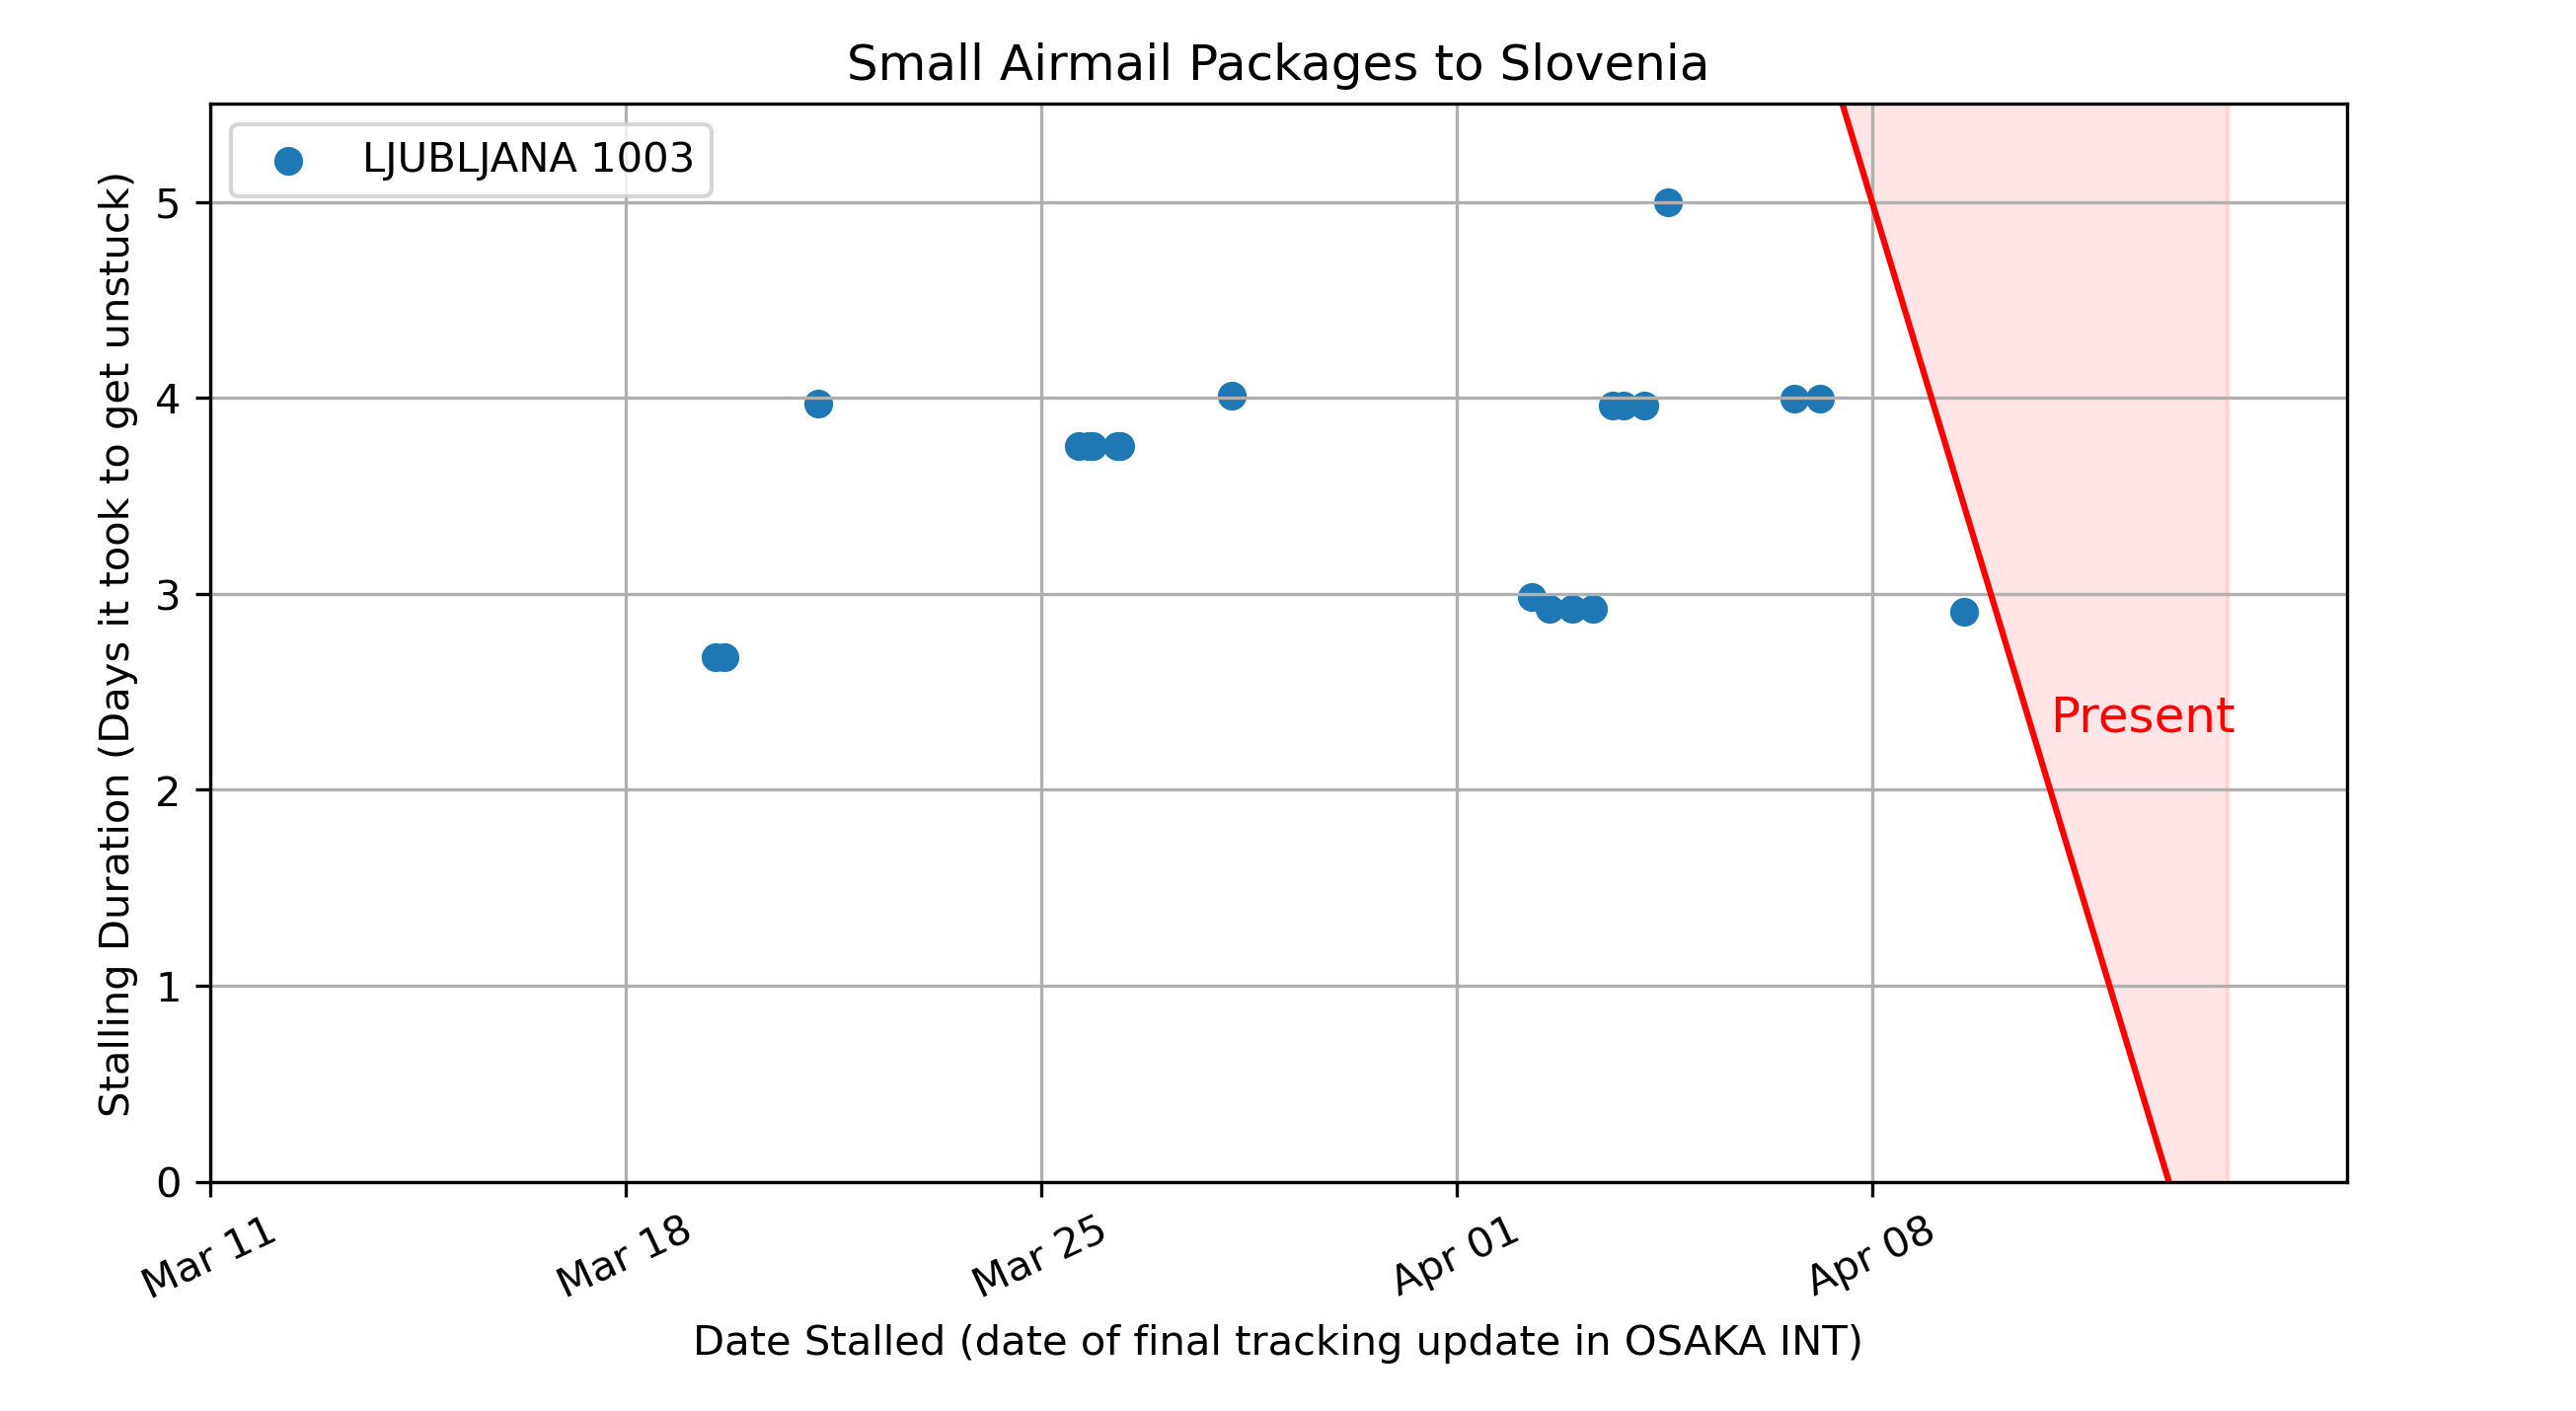 Small Airmail Packages to Slovenia
LJUBLJANA 1003
Stalling Duration (Days it took to get unstuck)
5
4
3
2
1
0
Present
Mar 11
Mar 18
Mar 25
Apr 01
Apr 08
Date Stalled (date of final tracking update in OSAKA INT)